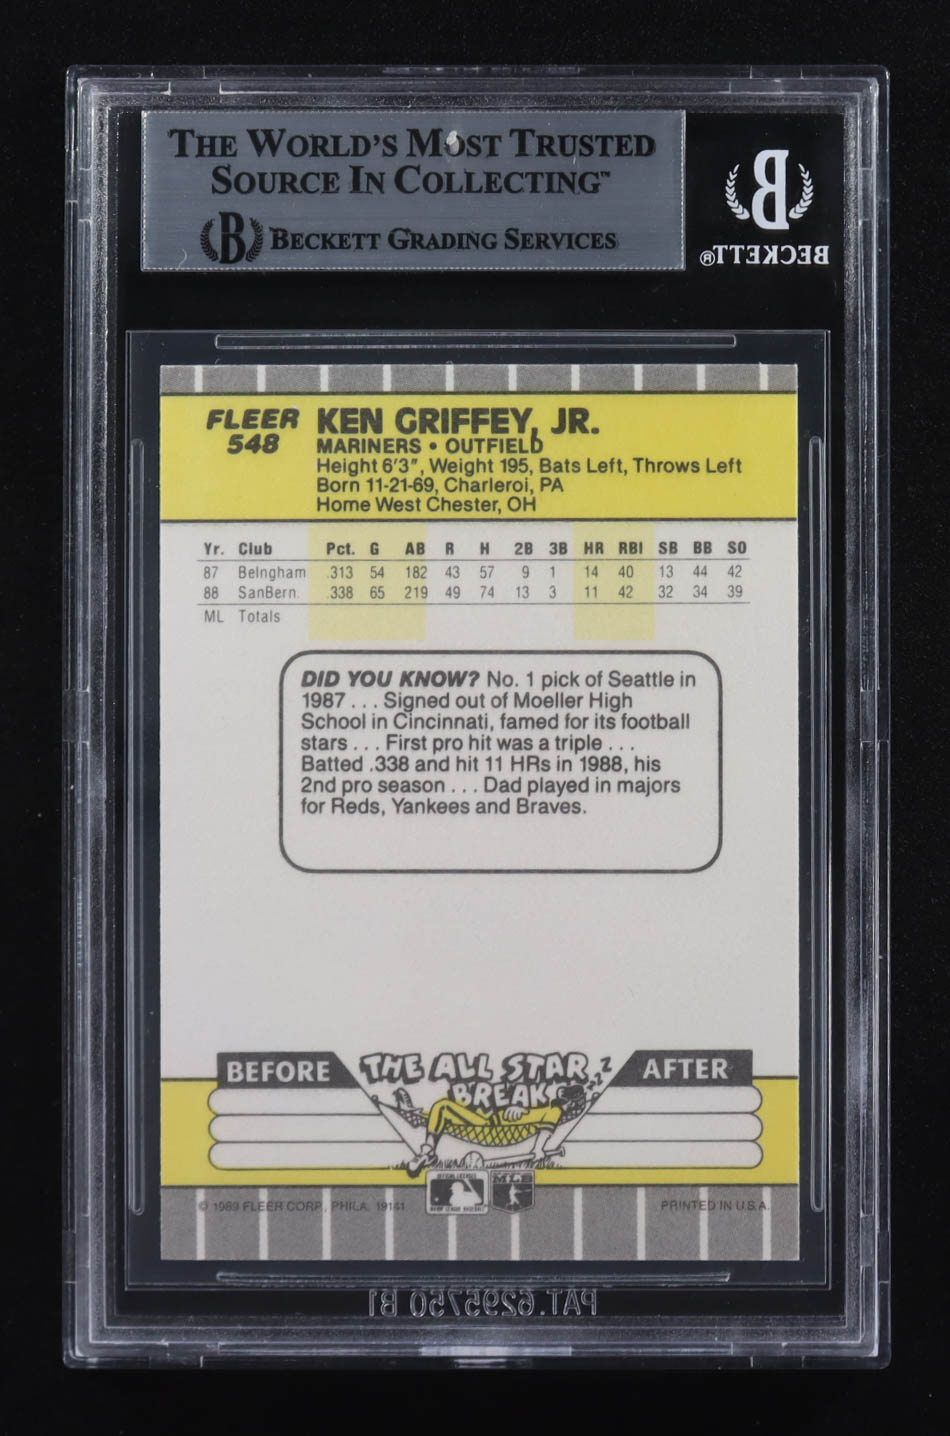 THE WORLD'S MOST TRUSTED
SOURCE IN COLLECTING™
B BECKETT GRADING SERVICES
B
BECKETT®
FLEER
548
KEN GRIFFEY, JR.
MARINERS • OUTFIELD
Height 6'3", Weight 195, Bats Left, Throws Left
Born 11-21-69, Charleroi, PA
Home West Chester, OH
Yr. Club Pct. G AB R H 2B 3B HR RBI SB BB SO
87 Belngham .313 54 182 43 57 9 1 14 40 13 44 42
88 SanBern .338 65 219 49 74 13 3 11 42 32 34 39
ML Totals
DID YOU KNOW? No. 1 pick of Seattle in
1987 . . . Signed out of Moeller High
School in Cincinnati, famed for its football
stars . . . First pro hit was a triple . . .
Batted .338 and hit 11 HRs in 1988, his
2nd pro season . . . Dad played in majors
for Reds, Yankees and Braves.
BEFORE
THE ALL STAR
BREAK
zzZZ
AFTER
MLB
© 1989 FLEER CORP., PHILA. 19141
PRINTED IN U.S.A.
PAT.6295750 B1